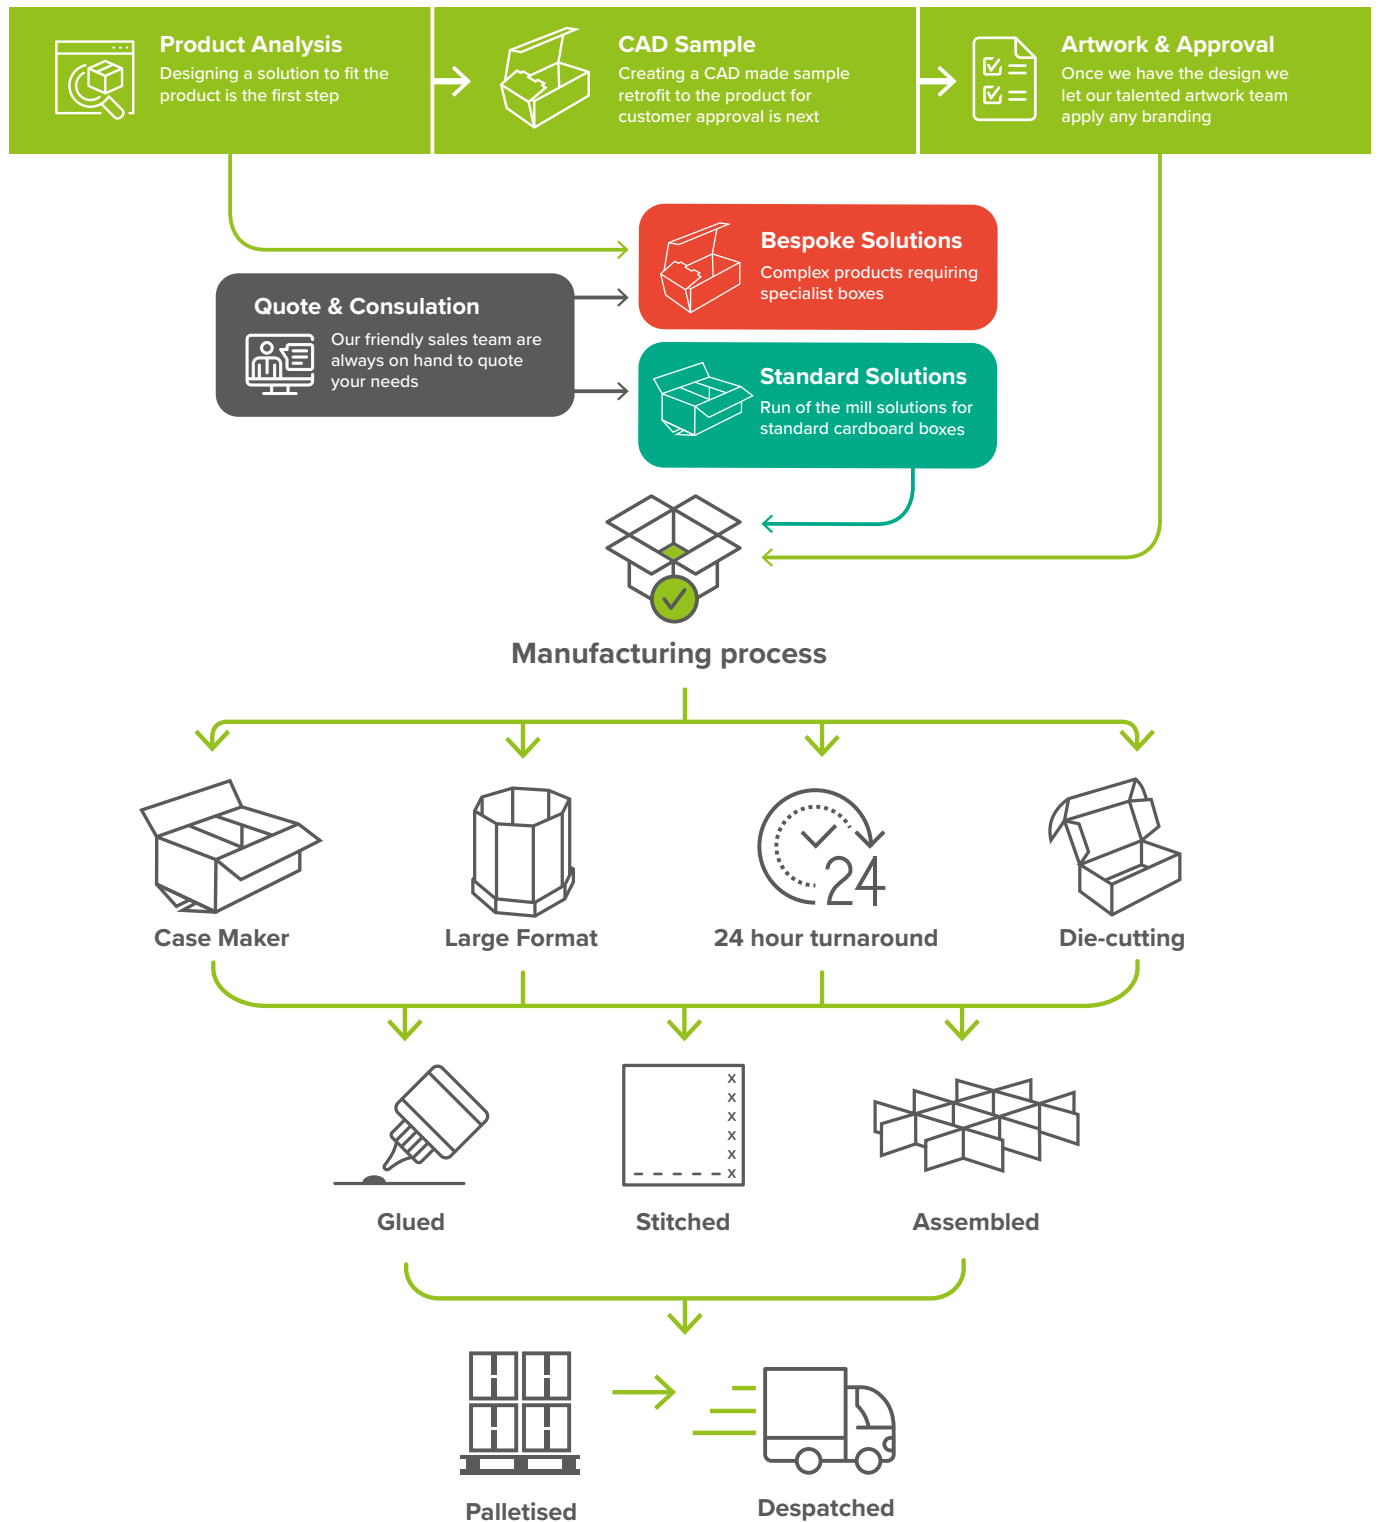 Product Analysis
Designing a solution to fit the
product is the first step
CAD Sample
Creating a CAD made sample
retrofit to the product for
customer approval is next
Artwork & Approval
Once we have the design we
let our talented artwork team
apply any branding
Bespoke Solutions
Complex products requiring
specialist boxes
Quote & Consulation
Our friendly sales team are
always on hand to quote
your needs
Standard Solutions
Run of the mill solutions for
standard cardboard boxes
Manufacturing process
24
Case Maker
Large Format
24 hour turnaround
Die-cutting
x
x
x
x
x
x
Glued
Stitched
Assembled
Palletised
Despatched